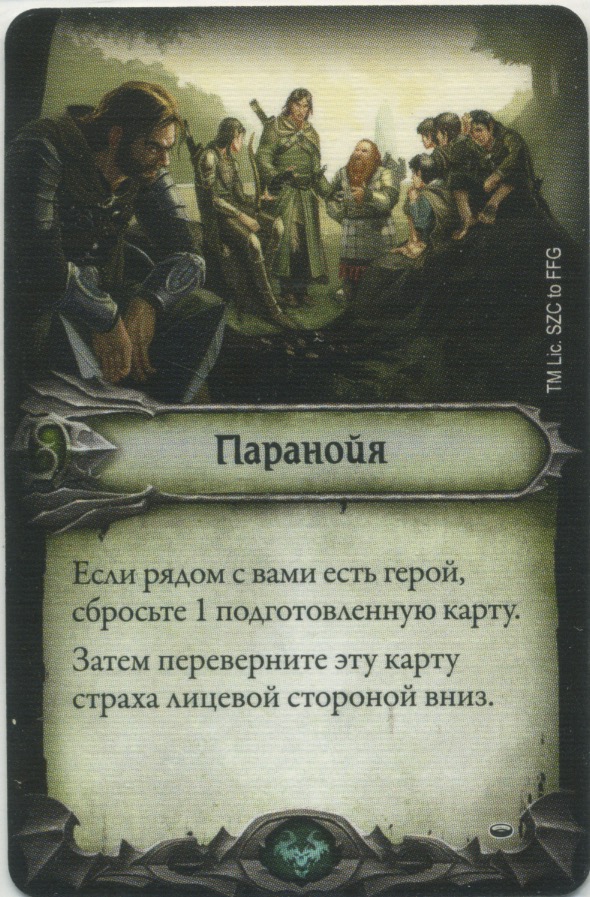 TM Lic. SZC to FFG
Паранойя
Если рядом с вами есть герой,
сбросьте 1 подготовленную карту.
Затем переверните эту карту
страха лицевой стороной вниз.